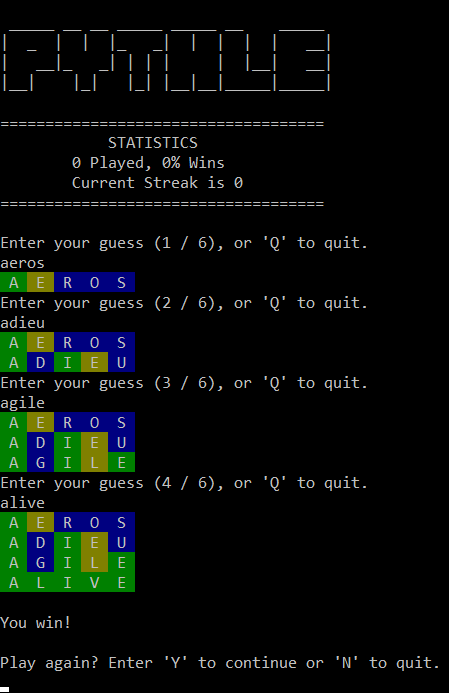 PYTHLE
===================================
STATISTICS
0 Played, 0% Wins
Current Streak is 0
===================================
Enter your guess (1 / 6), or 'Q' to quit.
aeros
A E R O S
Enter your guess (2 / 6), or 'Q' to quit.
adieu
A E R O S
A D I E U
Enter your guess (3 / 6), or 'Q' to quit.
agile
A E R O S
A D I E U
A G I L E
Enter your guess (4 / 6), or 'Q' to quit.
alive
A E R O S
A D I E U
A G I L E
A L I V E
You win!
Play again? Enter 'Y' to continue or 'N' to quit.